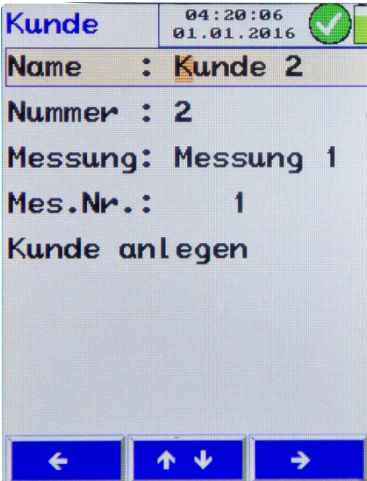 Kunde
04:20:06
01.01.2016
Name : Kunde 2
Nummer : 2
Messung: Messung 1
Mes.Nr.: 1
Kunde anlegen
← ↑ ↓ →